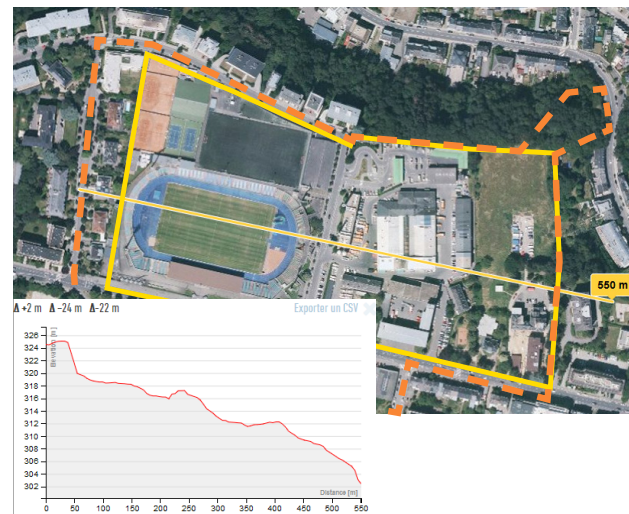 550 m
Δ +2 m Δ-24 m Δ-22 m
Exporter un CSV
Elevation [m]
326
324
322
320
318
316
314
312
310
308
306
304
302
Distance [m]
0 50 100 150 200 250 300 350 400 450 500 550